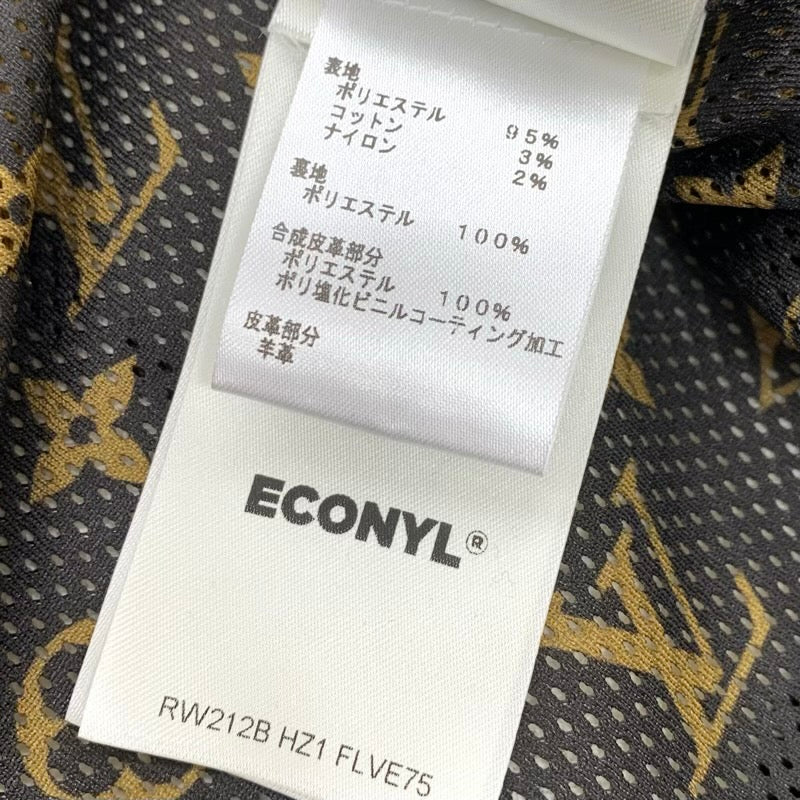 表地
ポリエステル 95%
コットン 3%
ナイロン 2%
裏地
ポリエステル 100%
合成皮革部分
ポリエステル 100%
ポリ塩化ビニルコーティング加工
皮革部分
羊革
ECONYL®
RW212B HZ1 FLVE75